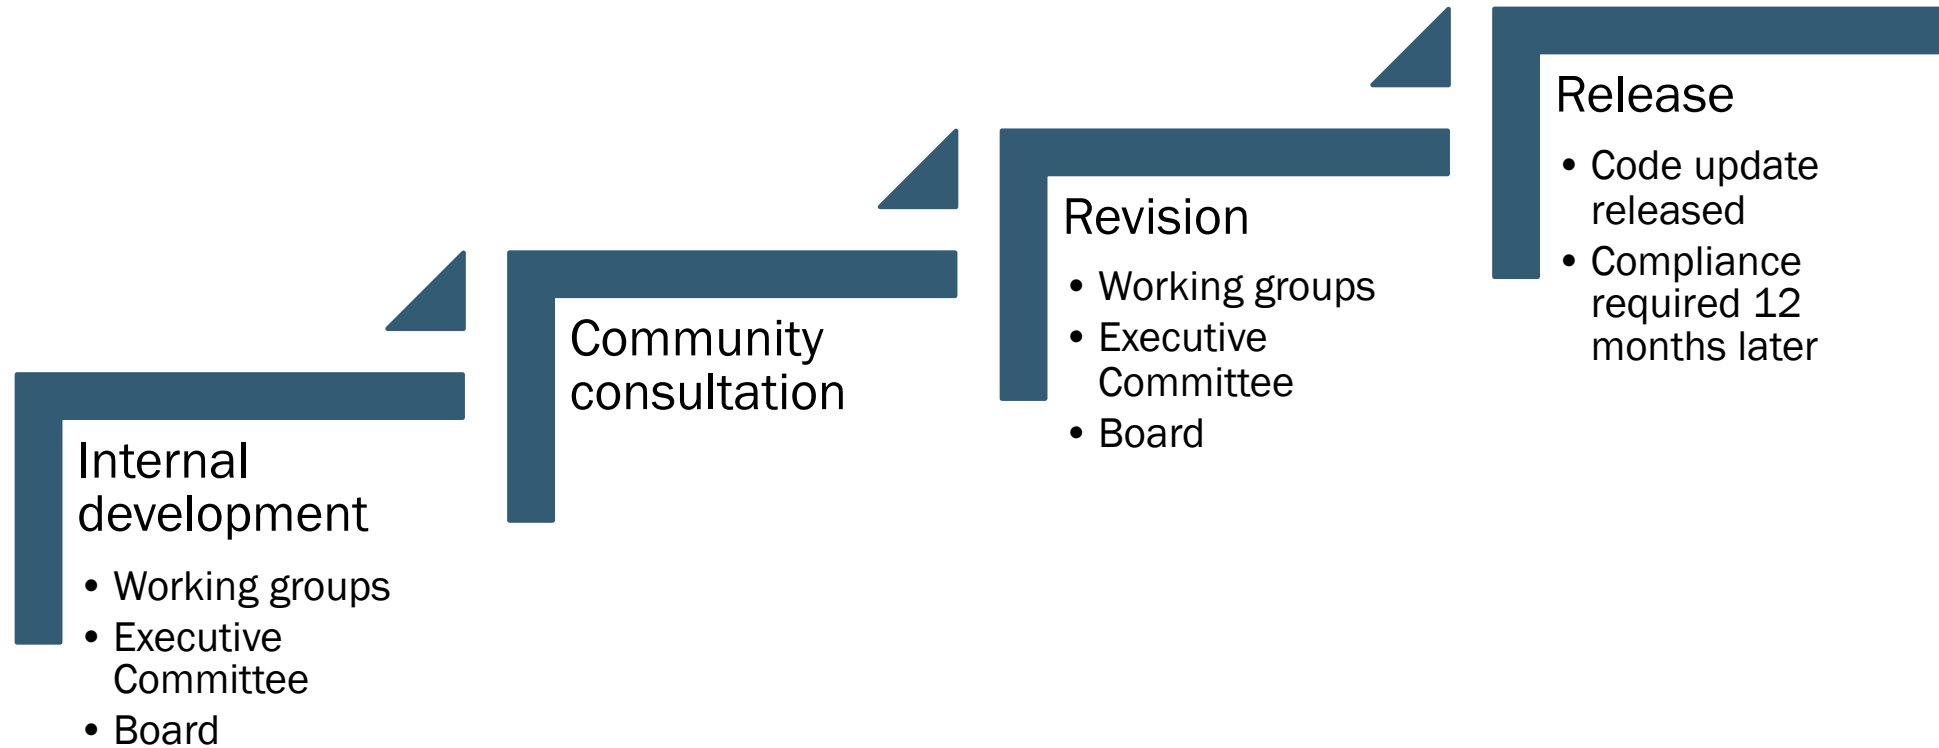 Internal
development
• Working groups
• Executive
Committee
• Board
Community
consultation
Revision
• Working groups
• Executive
Committee
• Board
Release
• Code update
released
• Compliance
required 12
months later